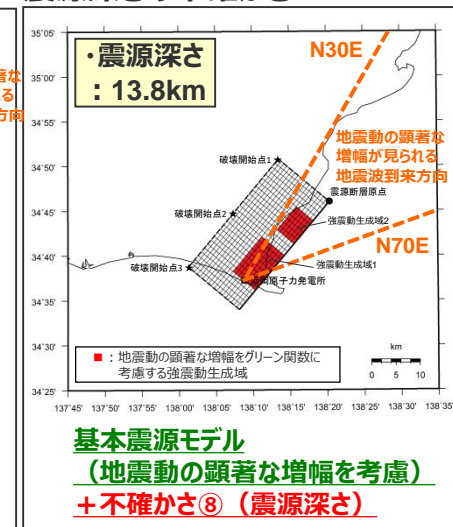 ・震源深さ
：13.8km
35°05'
35°05'
35°00'
34°55'
34°50'
34°45'
34°40'
34°35'
34°30'
34°25'
N30E
地震動の顕著な
増幅が見られる
地震波到来方向
破壊開始点1
震源断層原点
破壊開始点2
強震動生成域2
N70E
破壊開始点3
強震動生成域1
原子力発電所
km
0 5 10
■：地震動の顕著な増幅をグリーン関数に
考慮する強震動生成域
137°45' 137°50' 137°55' 138°00' 138°05' 138°10' 138°15' 138°20' 138°25' 138°30' 138°35'
基本震源モデル
（地震動の顕著な増幅を考慮）
＋不確かさ⑧（震源深さ）